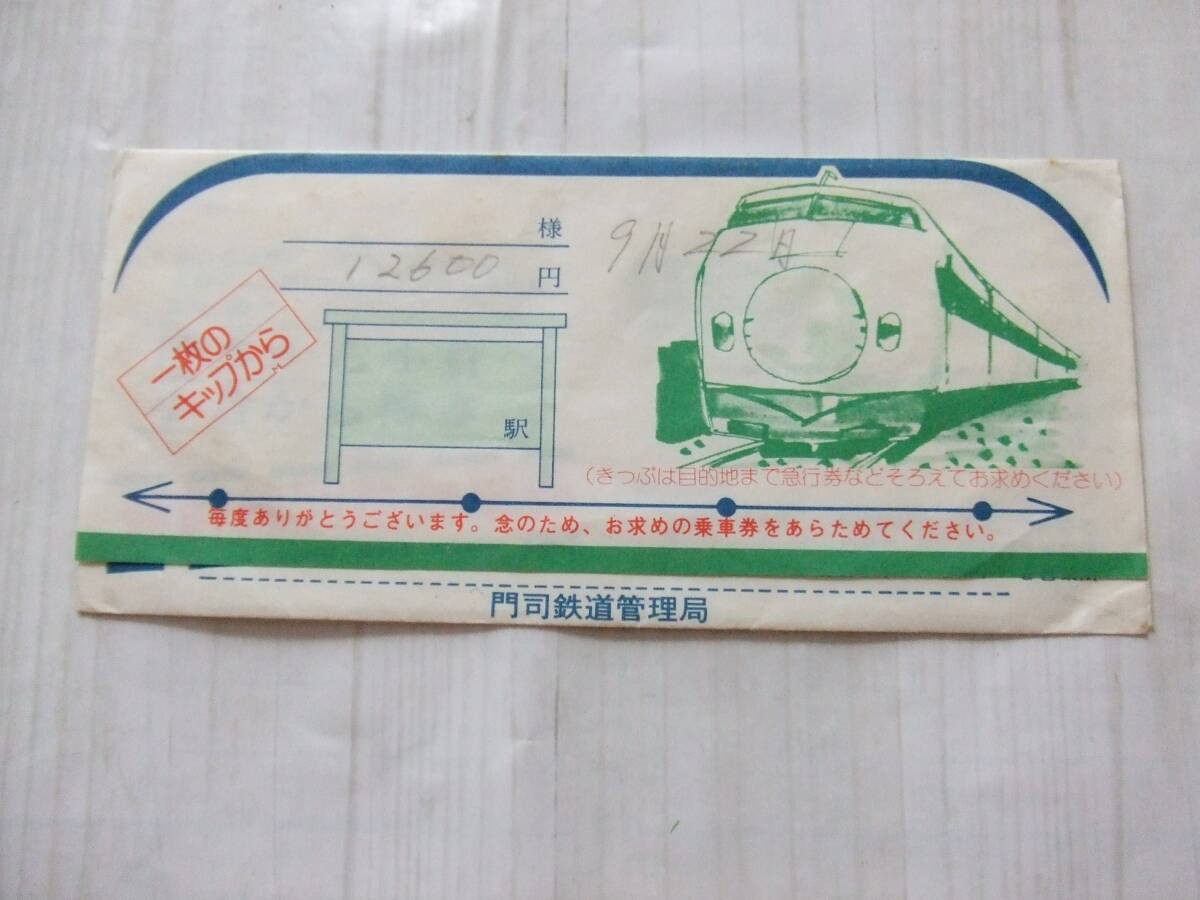 様
9月22日
12600 円
一枚の
キップから
駅
(きっぷは目的地まで急行券などそろえてお求めください)
毎度ありがとうございます。念のため、お求めの乗車券をあらためてください。
門司鉄道管理局